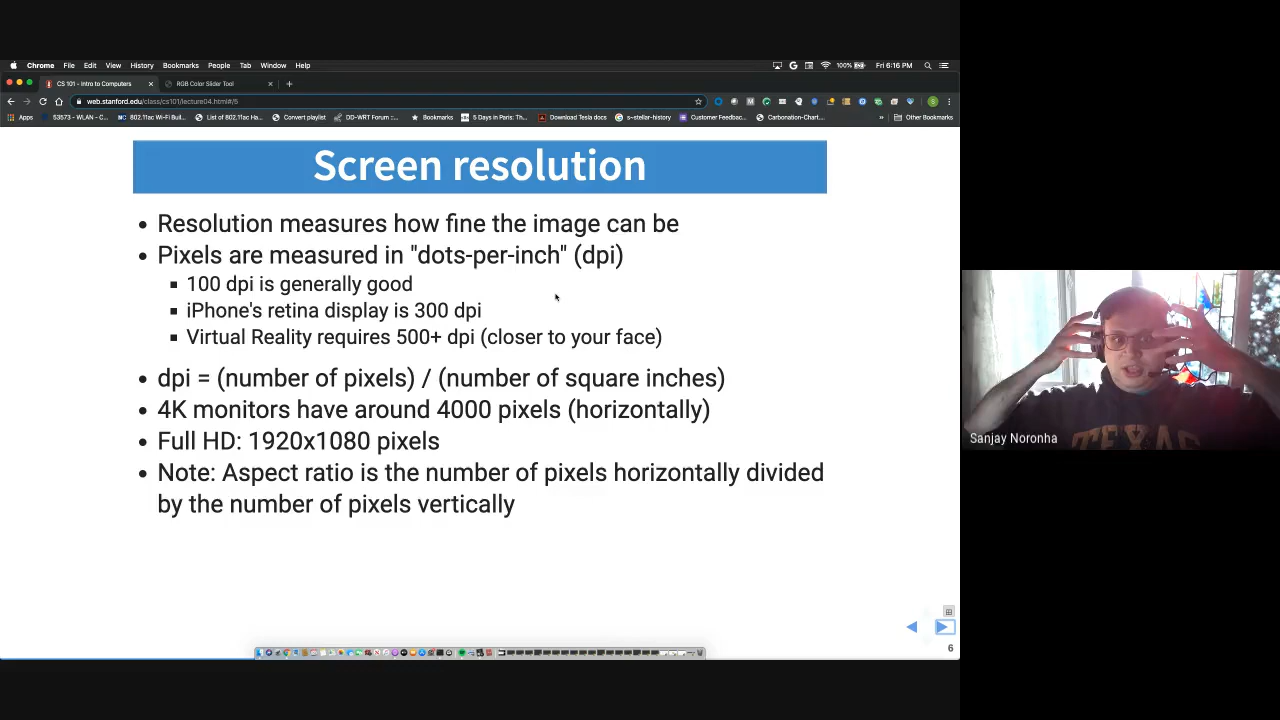 Chrome File Edit View History Bookmarks People Tab Window Help 100% Fri 6:16 PM
CS 101 - Intro to Computers RGB Color Slider Tool
web.stanford.edu/class/cs101/lecture04.html#/5
Apps 53573 - WLAN - C... 802.11ac Wi-Fi Buil... List of 802.11ac Ha... Convert playlist DD-WRT Forum ::... Bookmarks 5 Days in Paris: Th... Download Tesla docs s-stellar-history Customer Feedbac... Carbonation-Chart.... » Other Bookmarks
Screen resolution
• Resolution measures how fine the image can be
• Pixels are measured in "dots-per-inch" (dpi)
▪ 100 dpi is generally good
▪ iPhone's retina display is 300 dpi
▪ Virtual Reality requires 500+ dpi (closer to your face)
• dpi = (number of pixels) / (number of square inches)
• 4K monitors have around 4000 pixels (horizontally)
• Full HD: 1920x1080 pixels
• Note: Aspect ratio is the number of pixels horizontally divided
by the number of pixels vertically
6
TEXAS
Sanjay Noronha